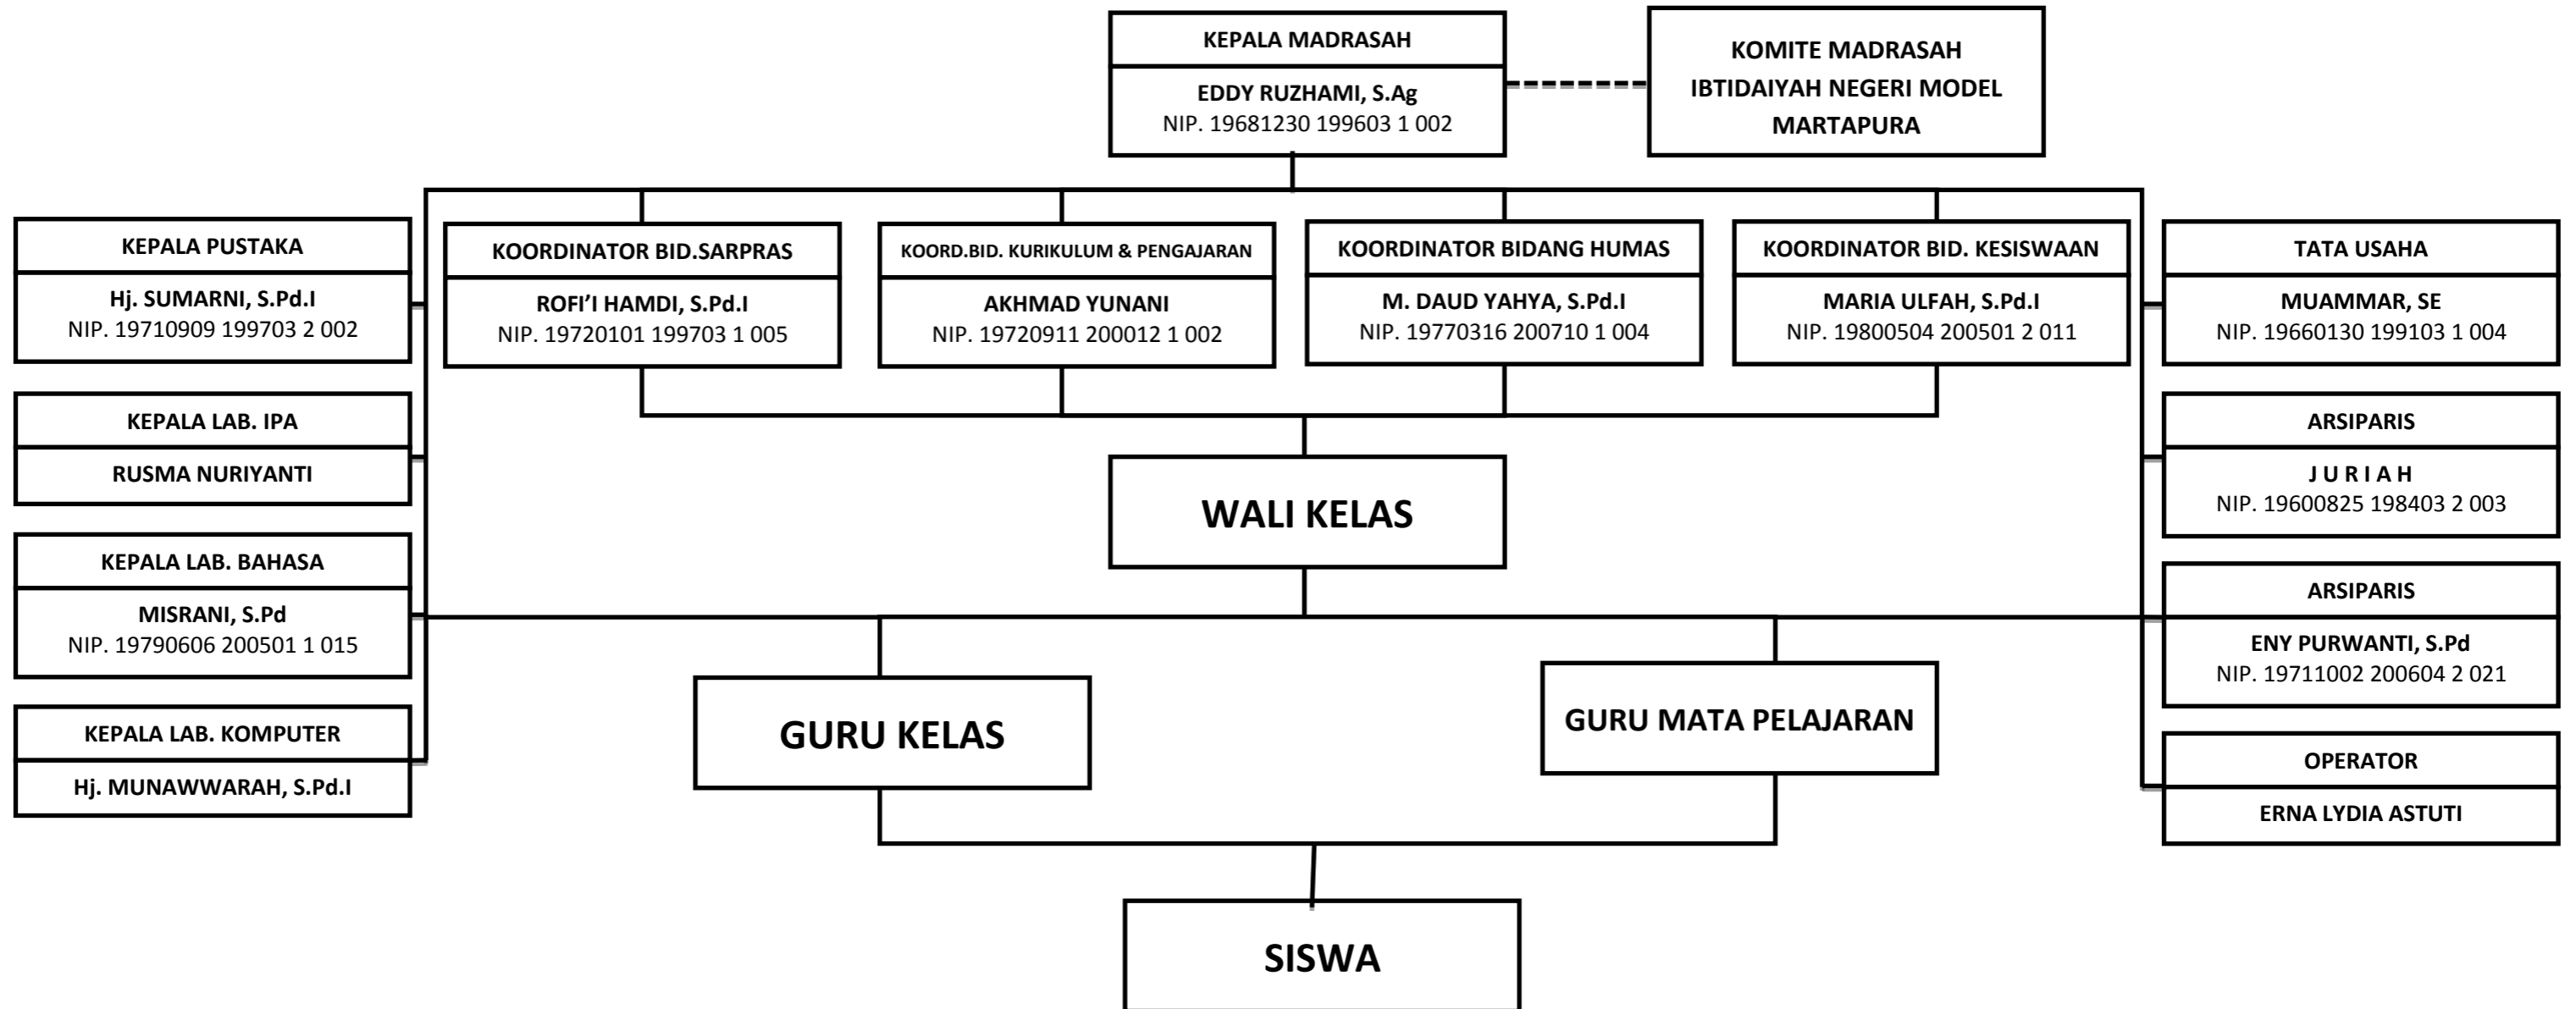 KEPALA MADRASAH
EDDY RUZHAMI, S.Ag
NIP. 19681230 199603 1 002
KOMITE MADRASAH
IBTIDAIYAH NEGERI MODEL
MARTAPURA
KEPALA PUSTAKA
Hj. SUMARNI, S.Pd.I
NIP. 19710909 199703 2 002
KOORDINATOR BID.SARPRAS
ROFI’I HAMDI, S.Pd.I
NIP. 19720101 199703 1 005
KOORD.BID. KURIKULUM & PENGAJARAN
AKHMAD YUNANI
NIP. 19720911 200012 1 002
KOORDINATOR BIDANG HUMAS
M. DAUD YAHYA, S.Pd.I
NIP. 19770316 200710 1 004
KOORDINATOR BID. KESISWAAN
MARIA ULFAH, S.Pd.I
NIP. 19800504 200501 2 011
TATA USAHA
MUAMMAR, SE
NIP. 19660130 199103 1 004
KEPALA LAB. IPA
RUSMA NURIYANTI
ARSIPARIS
J U R I A H
NIP. 19600825 198403 2 003
WALI KELAS
KEPALA LAB. BAHASA
MISRANI, S.Pd
NIP. 19790606 200501 1 015
ARSIPARIS
ENY PURWANTI, S.Pd
NIP. 19711002 200604 2 021
KEPALA LAB. KOMPUTER
Hj. MUNAWWARAH, S.Pd.I
GURU KELAS
GURU MATA PELAJARAN
OPERATOR
ERNA LYDIA ASTUTI
SISWA